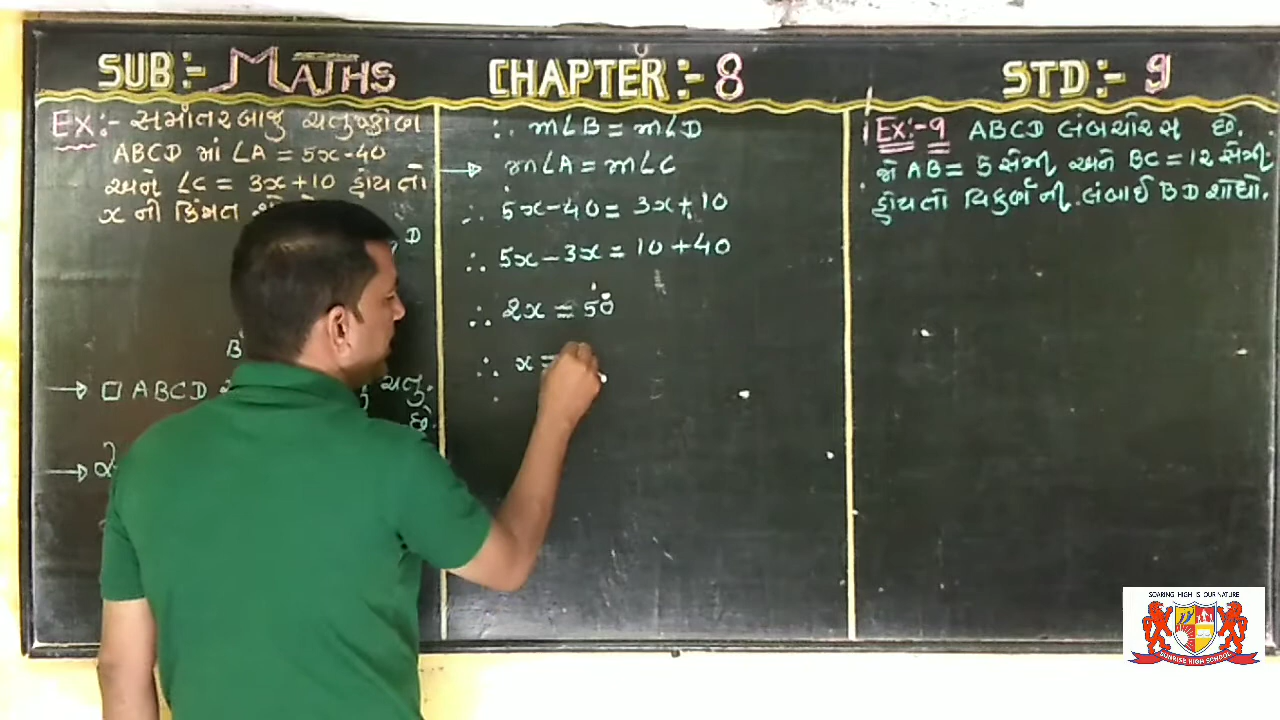 SUB:- MATHS
CHAPTER:- 8
STD:- 9
Ex:- સમાંતરબાજુ ચતુષ્કોણ
ABCD માં ∠A = 5x-40
અને ∠C = 3x+10 હોય તો
x ની કિંમત
D
B
→ □ ABCD ચતુ.
છે.
→
∴ m∠B = m∠D
→ m∠A = m∠C
∴ 5x-40 = 3x+10
∴ 5x-3x = 10+40
∴ 2x = 50
∴ x =
Ex:-9 ABCD લંબચોરસ છે.
જો AB = 5 સેમી અને BC = 12 સેમી
હોય તો વિકર્ણની લંબાઈ BD શોધો.
SOARING HIGH IS OUR NATURE
SUNRISE HIGH SCHOOL